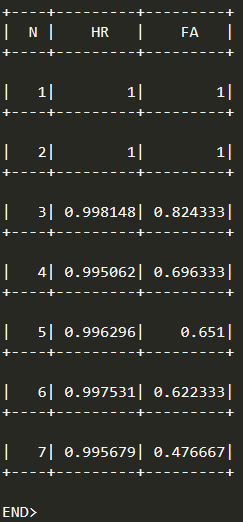 +----+---------+---------+
|  N |    HR   |    FA   |
+----+---------+---------+
|   1|        1|        1|
+----+---------+---------+
|   2|        1|        1|
+----+---------+---------+
|   3| 0.998148| 0.824333|
+----+---------+---------+
|   4| 0.995062| 0.696333|
+----+---------+---------+
|   5| 0.996296|    0.651|
+----+---------+---------+
|   6| 0.997531| 0.622333|
+----+---------+---------+
|   7| 0.995679| 0.476667|
+----+---------+---------+
END>